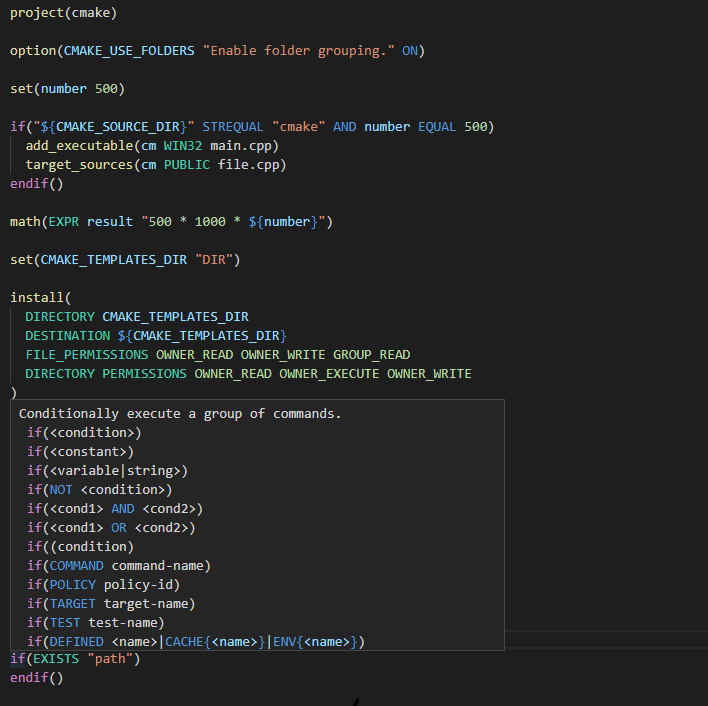 project(cmake)
option(CMAKE_USE_FOLDERS "Enable folder grouping." ON)
set(number 500)
if("${CMAKE_SOURCE_DIR}" STREQUAL "cmake" AND number EQUAL 500)
add_executable(cm WIN32 main.cpp)
target_sources(cm PUBLIC file.cpp)
endif()
math(EXPR result "500 * 1000 * ${number}")
set(CMAKE_TEMPLATES_DIR "DIR")
install(
DIRECTORY CMAKE_TEMPLATES_DIR
DESTINATION ${CMAKE_TEMPLATES_DIR}
FILE_PERMISSIONS OWNER_READ OWNER_WRITE GROUP_READ
DIRECTORY PERMISSIONS OWNER_READ OWNER_EXECUTE OWNER_WRITE
)
Conditionally execute a group of commands.
if(<condition>)
if(<constant>)
if(<variable|string>)
if(NOT <condition>)
if(<cond1> AND <cond2>)
if(<cond1> OR <cond2>)
if((condition)
if(COMMAND command-name)
if(POLICY policy-id)
if(TARGET target-name)
if(TEST test-name)
if(DEFINED <name>|CACHE{<name>}|ENV{<name>})
if(EXISTS "path")
endif()